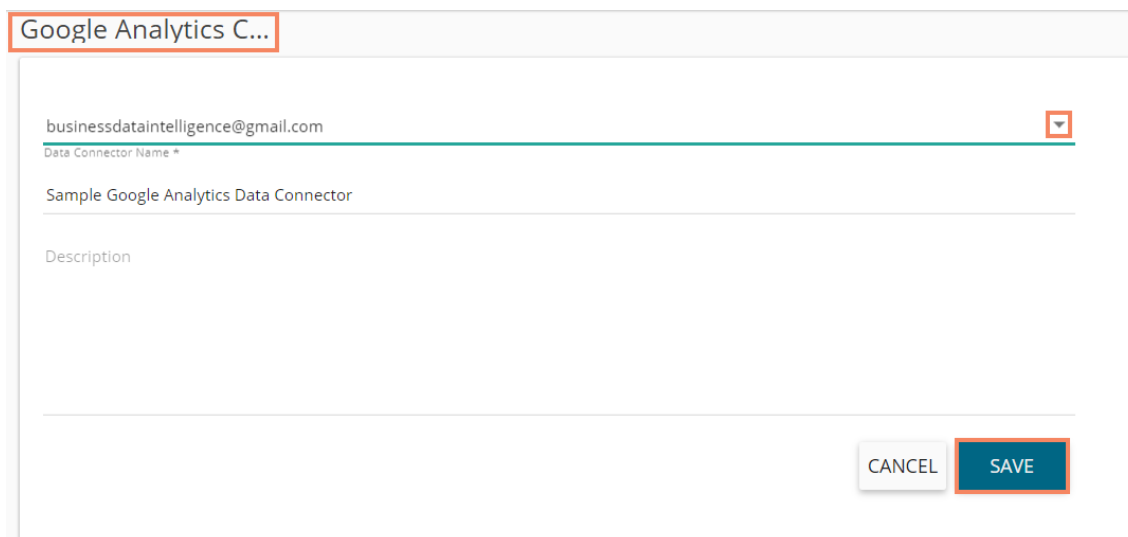 Google Analytics C...
businessdataintelligence@gmail.com
Data Connector Name *
Sample Google Analytics Data Connector
Description
CANCEL
SAVE